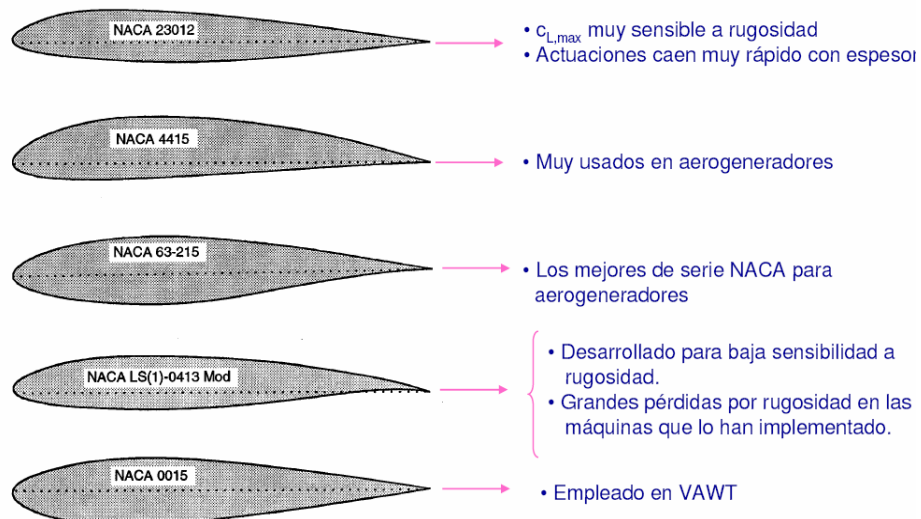 NACA 23012
• cL,max muy sensible a rugosidad
• Actuaciones caen muy rápido con espesor
NACA 4415
• Muy usados en aerogeneradores
NACA 63-215
• Los mejores de serie NACA para
aerogeneradores
NACA LS(1)-0413 Mod
• Desarrollado para baja sensibilidad a
rugosidad.
• Grandes pérdidas por rugosidad en las
máquinas que lo han implementado.
NACA 0015
• Empleado en VAWT